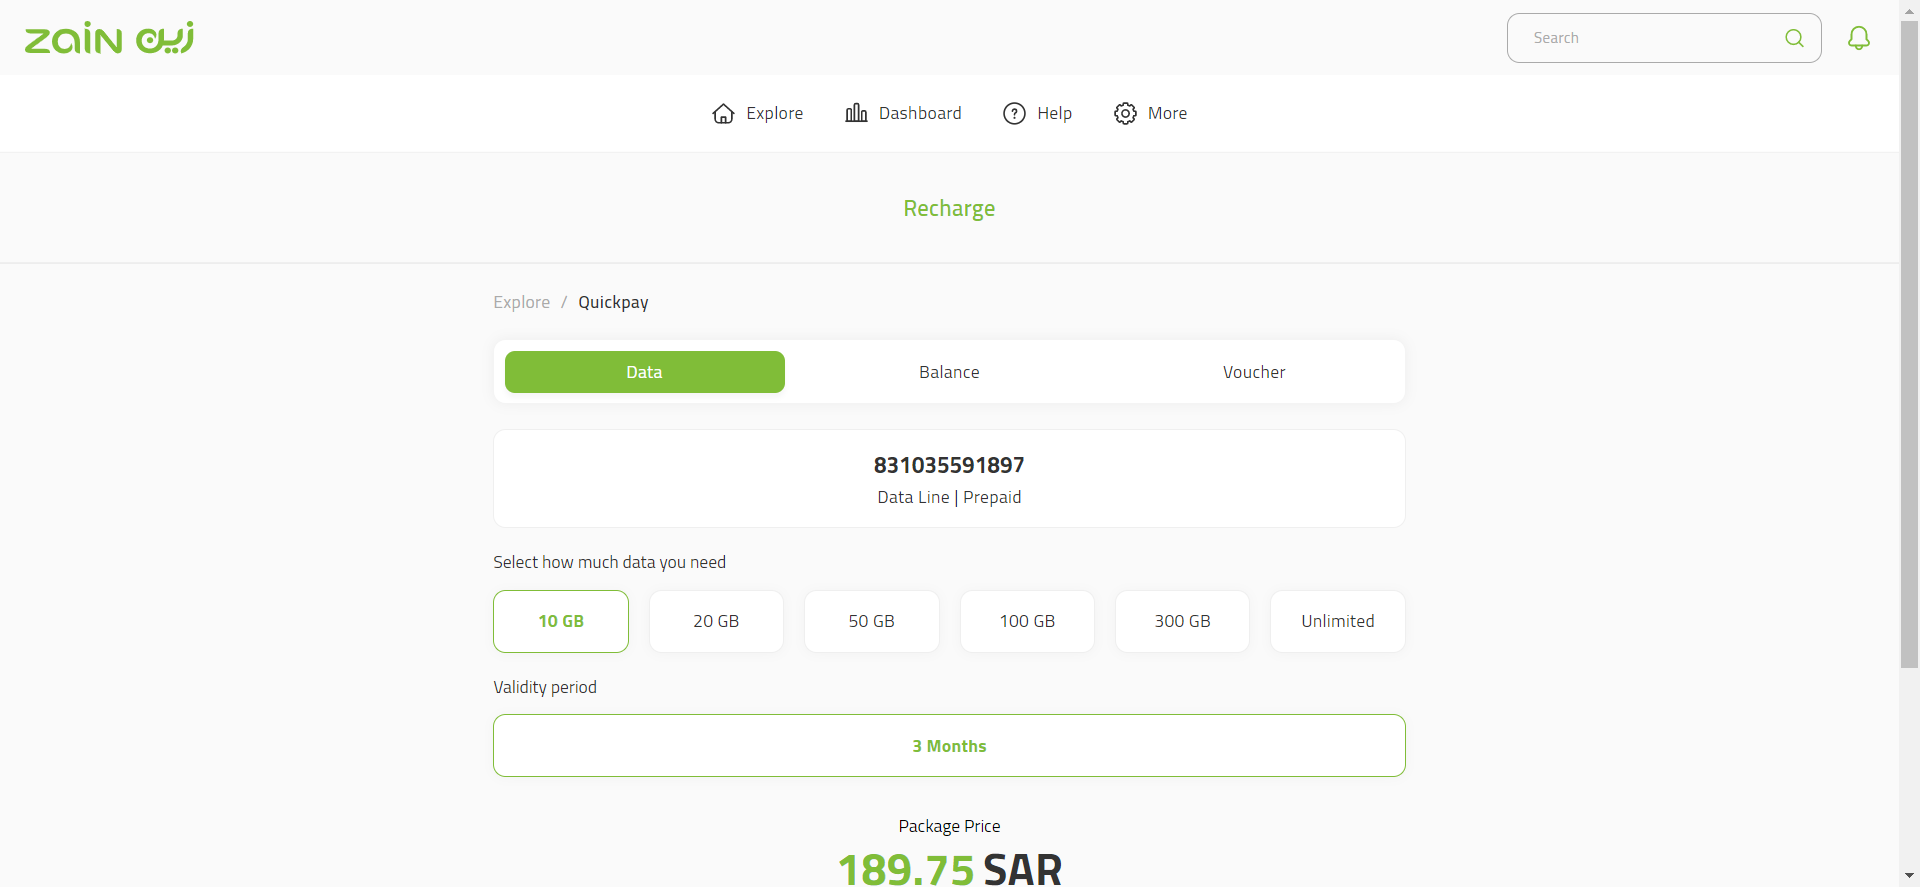 zain زين
Search
Explore
Dashboard
Help
More
Recharge
Explore / Quickpay
Data
Balance
Voucher
831035591897
Data Line | Prepaid
Select how much data you need
10 GB
20 GB
50 GB
100 GB
300 GB
Unlimited
Validity period
3 Months
Package Price
189.75 SAR